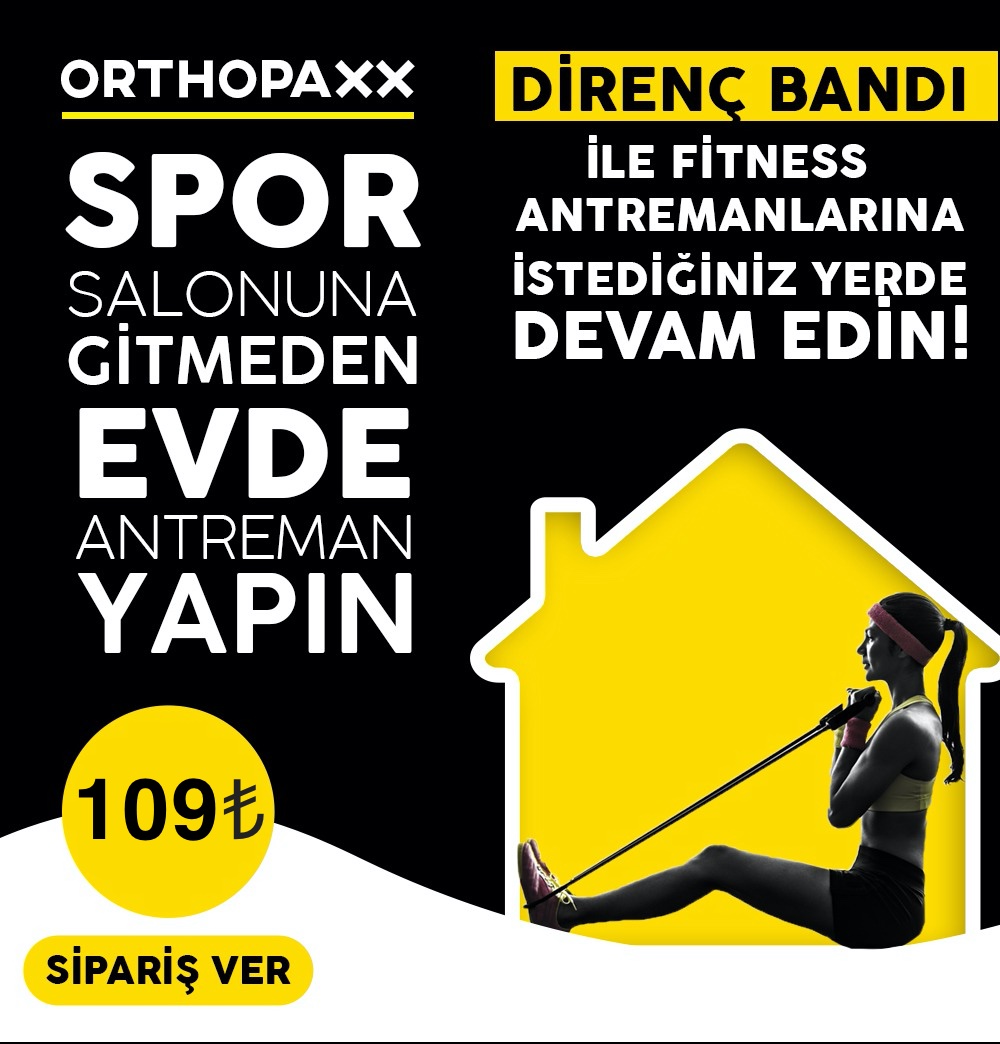 ORTHOPAXX
SPOR
SALONUNA
GİTMEDEN
EVDE
ANTREMAN
YAPIN
109₺
SİPARİŞ VER
DİRENÇ BANDI
İLE FİTNESS
ANTREMANLARINA
İSTEDİĞİNİZ YERDE
DEVAM EDİN!